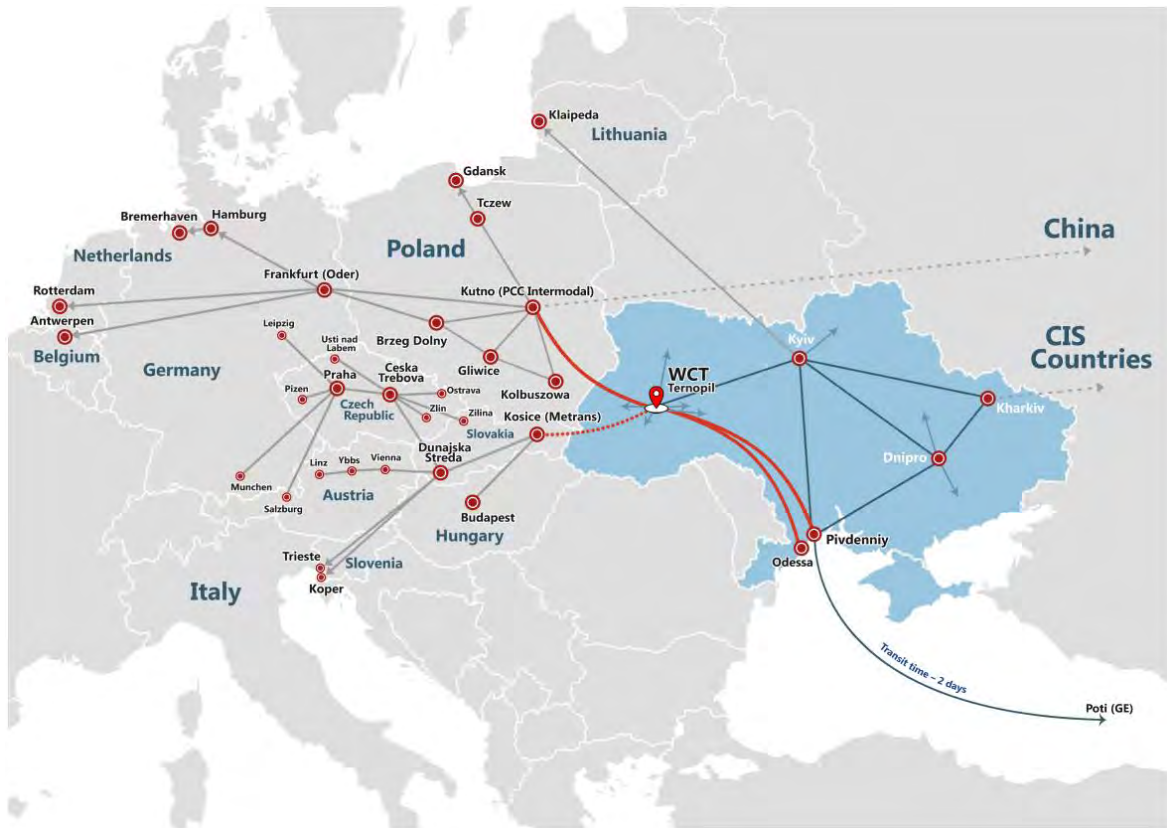 Klaipeda
Lithuania
Gdansk
Tczew
Bremerhaven
Hamburg
Netherlands
Poland
China
Frankfurt (Oder)
Kutno (PCC Intermodal)
Rotterdam
Antwerpen
Belgium
Leipzig
Usti nad
Labem
Brzeg Dolny
Gliwice
Kyiv
CIS
Countries
Germany
Praha
Ceska
Trebova
Kolbuszowa
WCT
Ternopil
Pizen
Czech
Republic
Ostrava
Zlin
Zilina
Slovakia
Kosice (Metrans)
Kharkiv
Dunajska
Streda
Dnipro
Linz
Ybbs
Vienna
Munchen
Salzburg
Austria
Budapest
Hungary
Pivdenniy
Odessa
Trieste
Slovenia
Koper
Italy
Transit time – 2 days
Poti (GE)